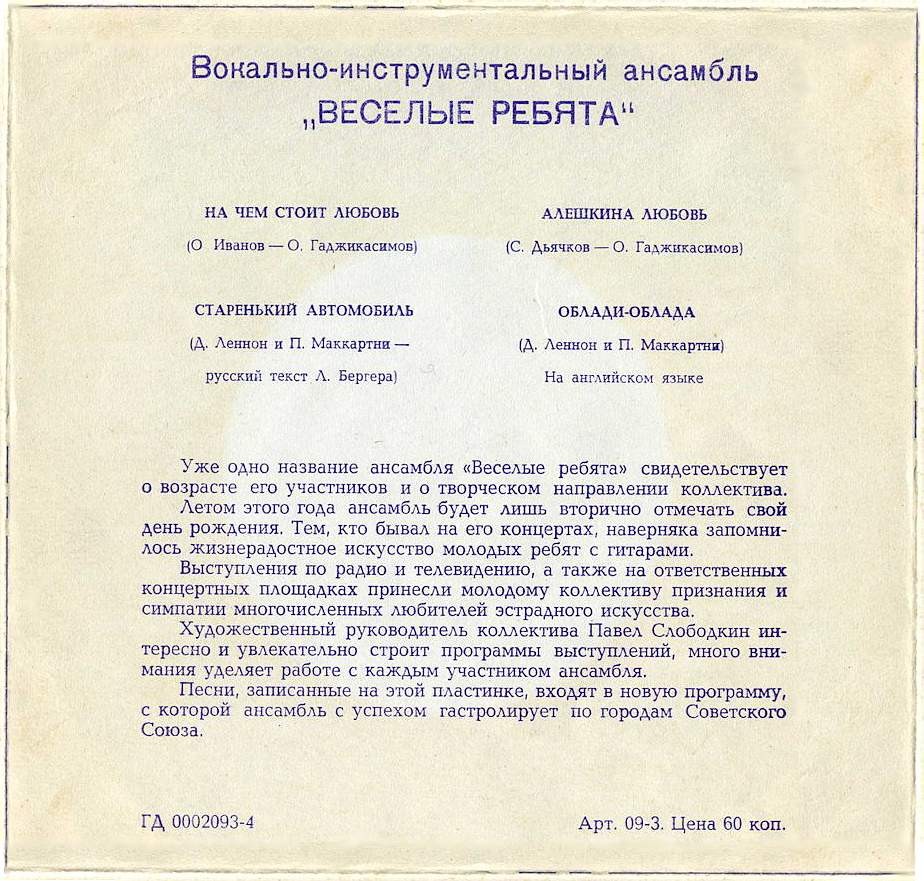 Вокально-инструментальный ансамбль
„ВЕСЕЛЫЕ РЕБЯТА“
НА ЧЕМ СТОИТ ЛЮБОВЬ
(О Иванов — О. Гаджикасимов)
СТАРЕНЬКИЙ АВТОМОБИЛЬ
(Д. Леннон и П. Маккартни —
русский текст Л. Бергера)
АЛЕШКИНА ЛЮБОВЬ
(С. Дьячков — О. Гаджикасимов)
ОБЛАДИ-ОБЛАДА
(Д. Леннон и П. Маккартни)
На английском языке
Уже одно название ансамбля «Веселые ребята» свидетельствует
о возрасте его участников и о творческом направлении коллектива.
Летом этого года ансамбль будет лишь вторично отмечать свой
день рождения. Тем, кто бывал на его концертах, наверняка запомни-
лось жизнерадостное искусство молодых ребят с гитарами.
Выступления по радио и телевидению, а также на ответственных
концертных площадках принесли молодому коллективу признания и
симпатии многочисленных любителей эстрадного искусства.
Художественный руководитель коллектива Павел Слободкин ин-
тересно и увлекательно строит программы выступлений, много вни-
мания уделяет работе с каждым участником ансамбля.
Песни, записанные на этой пластинке, входят в новую программу,
с которой ансамбль с успехом гастролирует по городам Советского
Союза.
ГД 0002093-4
Арт. 09-3. Цена 60 коп.